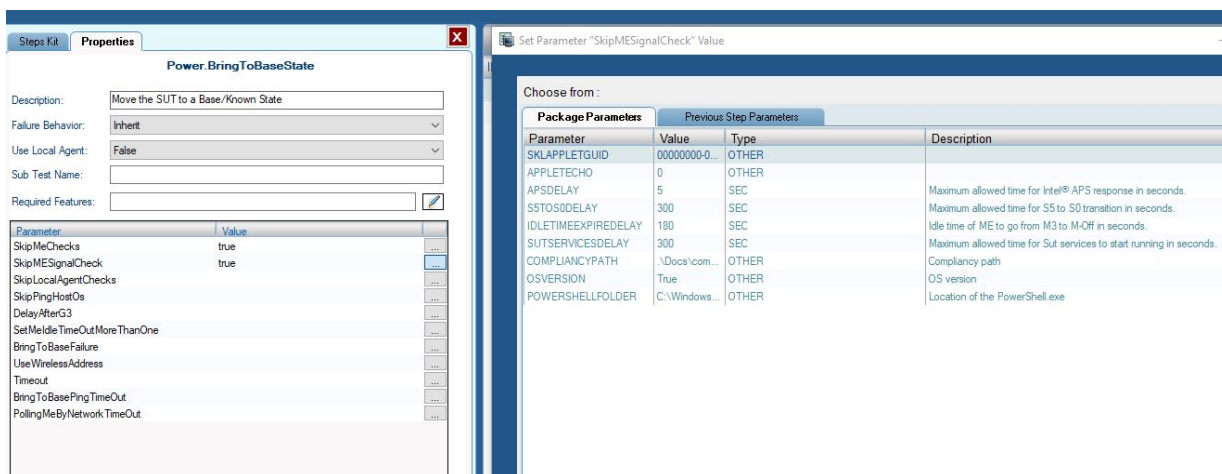 Steps Kit Properties X
Power.BringToBaseState
Description: Move the SUT to a Base/Known State
Failure Behavior: Inherit
Use Local Agent: False
Sub Test Name:
Required Features:
Parameter Value
SkipMeChecks true ...
SkipMESignalCheck true ...
SkipLocalAgentChecks ...
SkipPingHostOs ...
DelayAfterG3 ...
SetMeIdleTimeOutMoreThanOne ...
BringToBaseFailure ...
UseWirelessAddress ...
Timeout ...
BringToBasePingTimeOut ...
PollingMeByNetworkTimeOut ...
Set Parameter "SkipMESignalCheck" Value
Choose from :
Package Parameters Previous Step Parameters
Parameter Value Type Description
SKLAPPLETGUID 00000000-0... OTHER
APPLETECHO 0 OTHER
APSDELAY 5 SEC Maximum allowed time for Intel® APS response in seconds.
S5TOS0DELAY 300 SEC Maximum allowed time for S5 to S0 transition in seconds.
IDLETIMEEXPIREDELAY 180 SEC Idle time of ME to go from M3 to M-Off in seconds.
SUTSERVICESDELAY 300 SEC Maximum allowed time for Sut services to start running in seconds.
COMPLIANCYPATH .\Docs\com... OTHER Compliancy path
OSVERSION True OTHER OS version
POWERSHELLFOLDER C:\Windows... OTHER Location of the PowerShell.exe